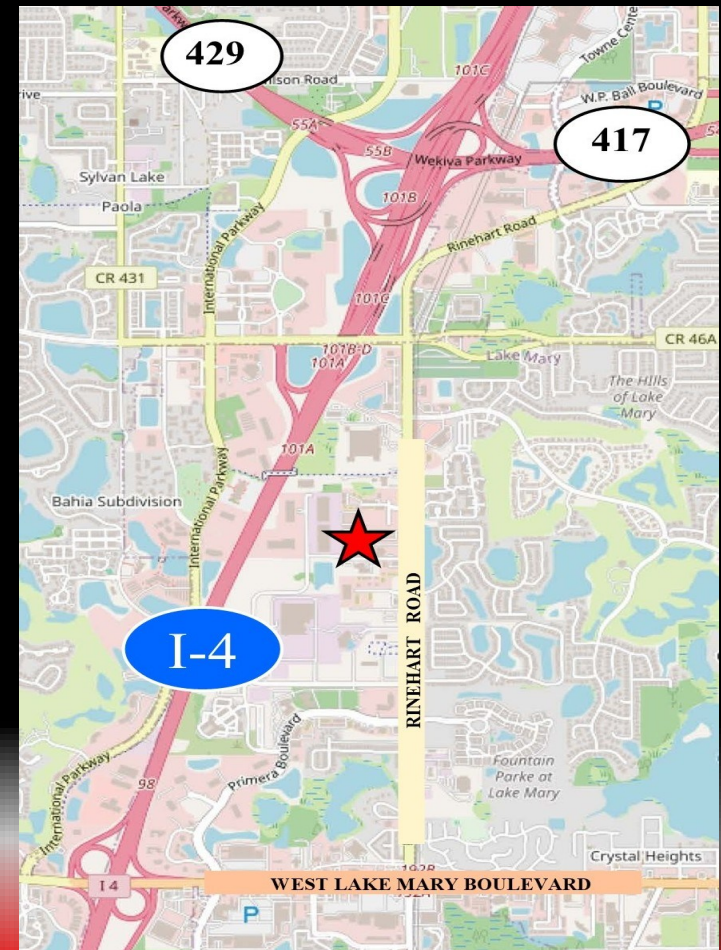 arkway
429
101C
Towne Cente
nison Road
rive
W.P. Ball Boulevard
P
55A
417
55B
Wekiva Parkway
Sylvan Lake
101B
Paola
International Parkway
Rinehart Road
CR 431
101C
CR 46A
101B-D
101A
Lake Mary
The Hills
of Lake
Mary
101A
International Parkway
Bahia Subdivision
RINEHART ROAD
I-4
Primera Boulevard
International Parkway
Fountain
Parke at
Lake Mary
98
Crystal Heights
I 4
WEST LAKE MARY BOULEVARD
P